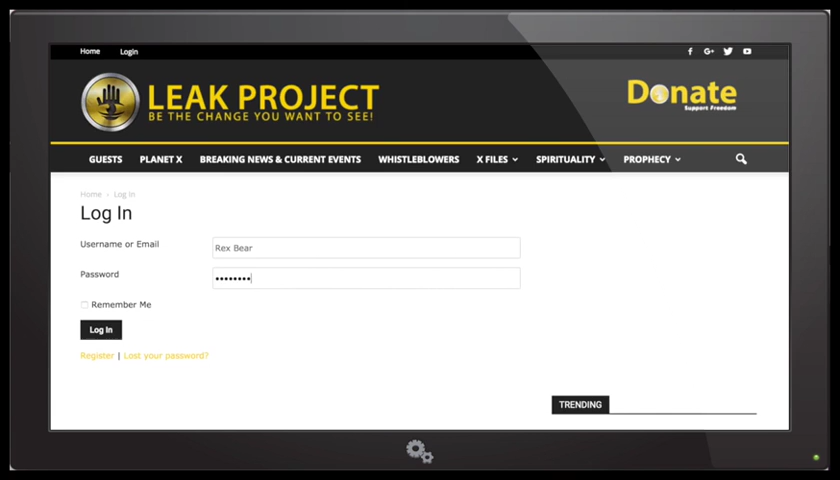 Home Login
LEAK PROJECT
BE THE CHANGE YOU WANT TO SEE!
Donate
Support Freedom
GUESTS PLANET X BREAKING NEWS & CURRENT EVENTS WHISTLEBLOWERS X FILES SPIRITUALITY PROPHECY
Home › Log In
Log In
Username or Email Rex Bear
Password ••••••••
Remember Me
Log In
Register | Lost your password?
TRENDING